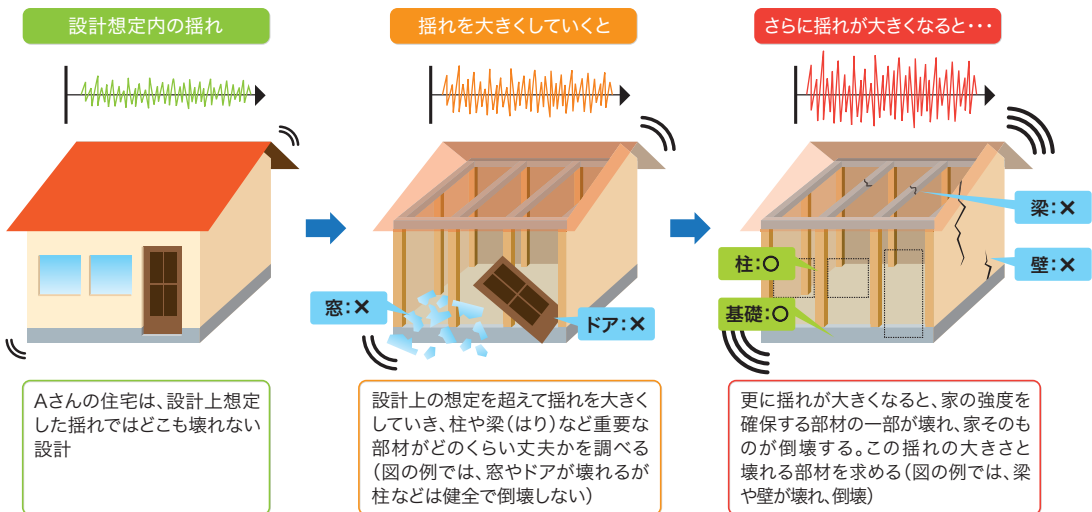 設計想定内の揺れ
揺れを大きくしていくと
さらに揺れが大きくなると・・・
梁:×
柱:○
壁:×
窓:×
ドア:×
基礎:○
Aさんの住宅は、設計上想定
した揺れではどこも壊れない
設計
設計上の想定を超えて揺れを大きく
していき、柱や梁(はり)など重要な
部材がどのくらい丈夫かを調べる
(図の例では、窓やドアが壊れるが
柱などは健全で倒壊しない)
更に揺れが大きくなると、家の強度を
確保する部材の一部が壊れ、家そのも
のが倒壊する。この揺れの大きさと
壊れる部材を求める(図の例では、梁
や壁が壊れ、倒壊)